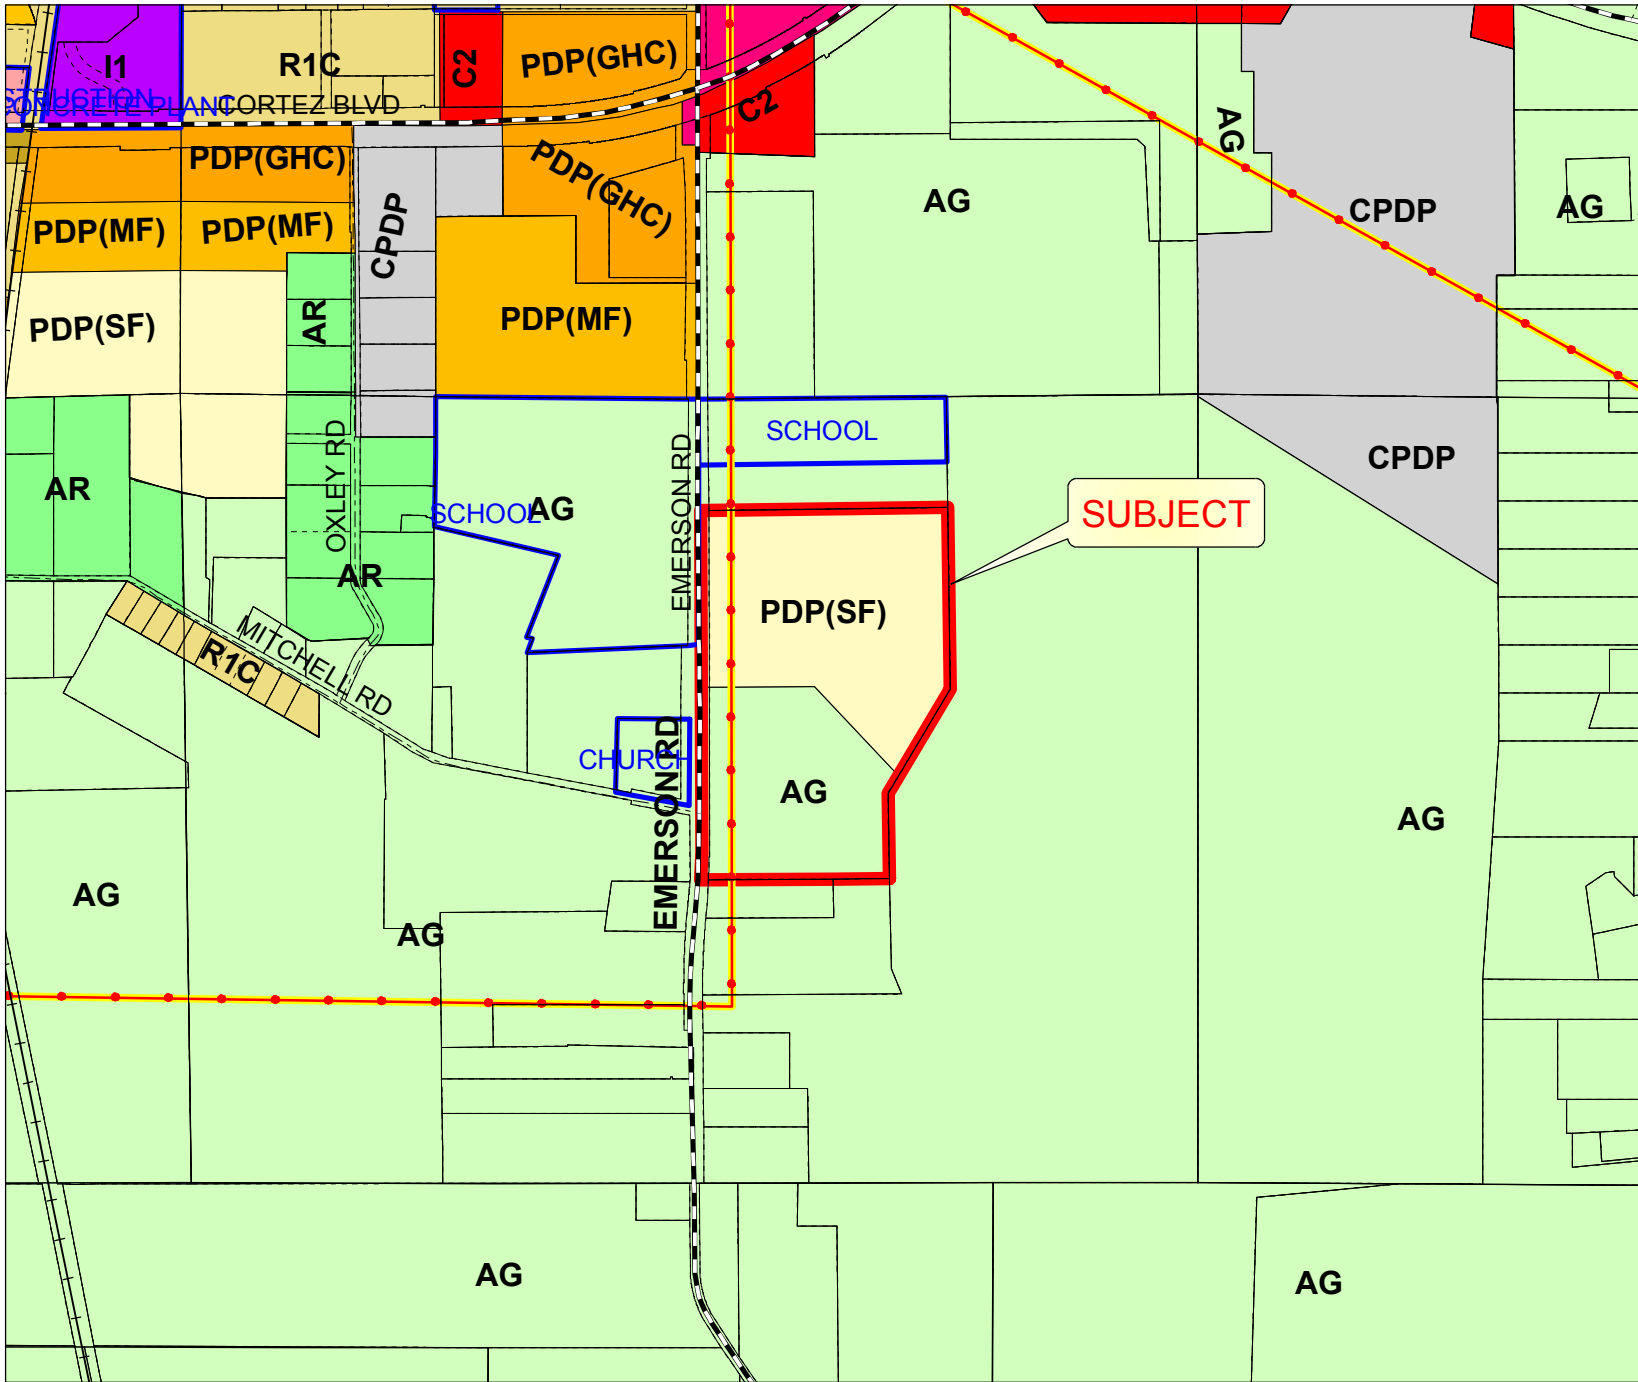 I1
R1C
C2
PDP(GHC)
C2
CONCRETE PLANT
CORTEZ BLVD
PDP(GHC)
PDP(GHC)
AG
AG
CPDP
AG
PDP(MF)
PDP(MF)
CPDP
PDP(SF)
AR
PDP(MF)
SCHOOL
CPDP
AR
OXLEY RD
SCHOOL
AG
EMERSON RD
SUBJECT
AR
PDP(SF)
R1C
MITCHELL RD
CHURCH
EMERSON RD
AG
AG
AG
AG
AG
AG